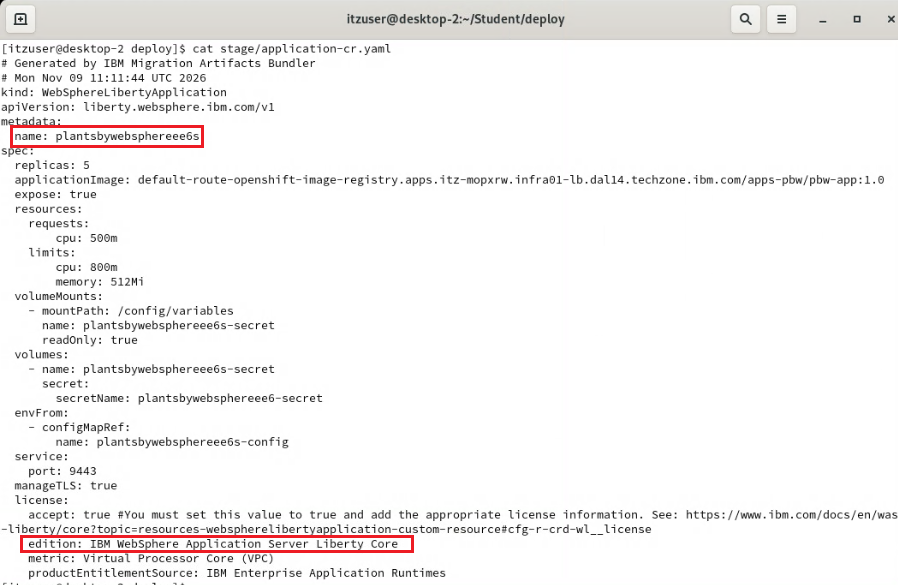 itzuser@desktop-2:~/Student/deploy
[itzuser@desktop-2 deploy]$ cat stage/application-cr.yaml
# Generated by IBM Migration Artifacts Bundler
# Mon Nov 09 11:11:44 UTC 2026
kind: WebSphereLibertyApplication
apiVersion: liberty.websphere.ibm.com/v1
metadata:
  name: plantsbywebsphereee6s
spec:
  replicas: 5
  applicationImage: default-route-openshift-image-registry.apps.itz-mopxrw.infra01-lb.dal14.techzone.ibm.com/apps-pbw/pbw-app:1.0
  expose: true
  resources:
    requests:
        cpu: 500m
    limits:
        cpu: 800m
        memory: 512Mi
  volumeMounts:
    - mountPath: /config/variables
      name: plantsbywebsphereee6s-secret
      readOnly: true
  volumes:
    - name: plantsbywebsphereee6s-secret
      secret:
        secretName: plantsbywebsphereee6-secret
  envFrom:
    - configMapRef:
        name: plantsbywebsphereee6s-config
  service:
    port: 9443
  manageTLS: true
  license:
    accept: true #You must set this value to true and add the appropriate license information. See: https://www.ibm.com/docs/en/was
-liberty/core?topic=resources-webspherelibertyapplication-custom-resource#cfg-r-crd-wl__license
    edition: IBM WebSphere Application Server Liberty Core
    metric: Virtual Processor Core (VPC)
    productEntitlementSource: IBM Enterprise Application Runtimes